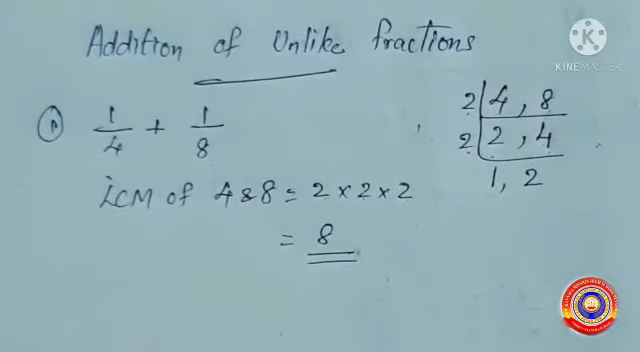 Addition of Unlike fractions
KINEMASTER
① 1/4 + 1/8
2 | 4, 8
2 | 2, 4
1, 2
LCM of 4 & 8 = 2 × 2 × 2
= 8